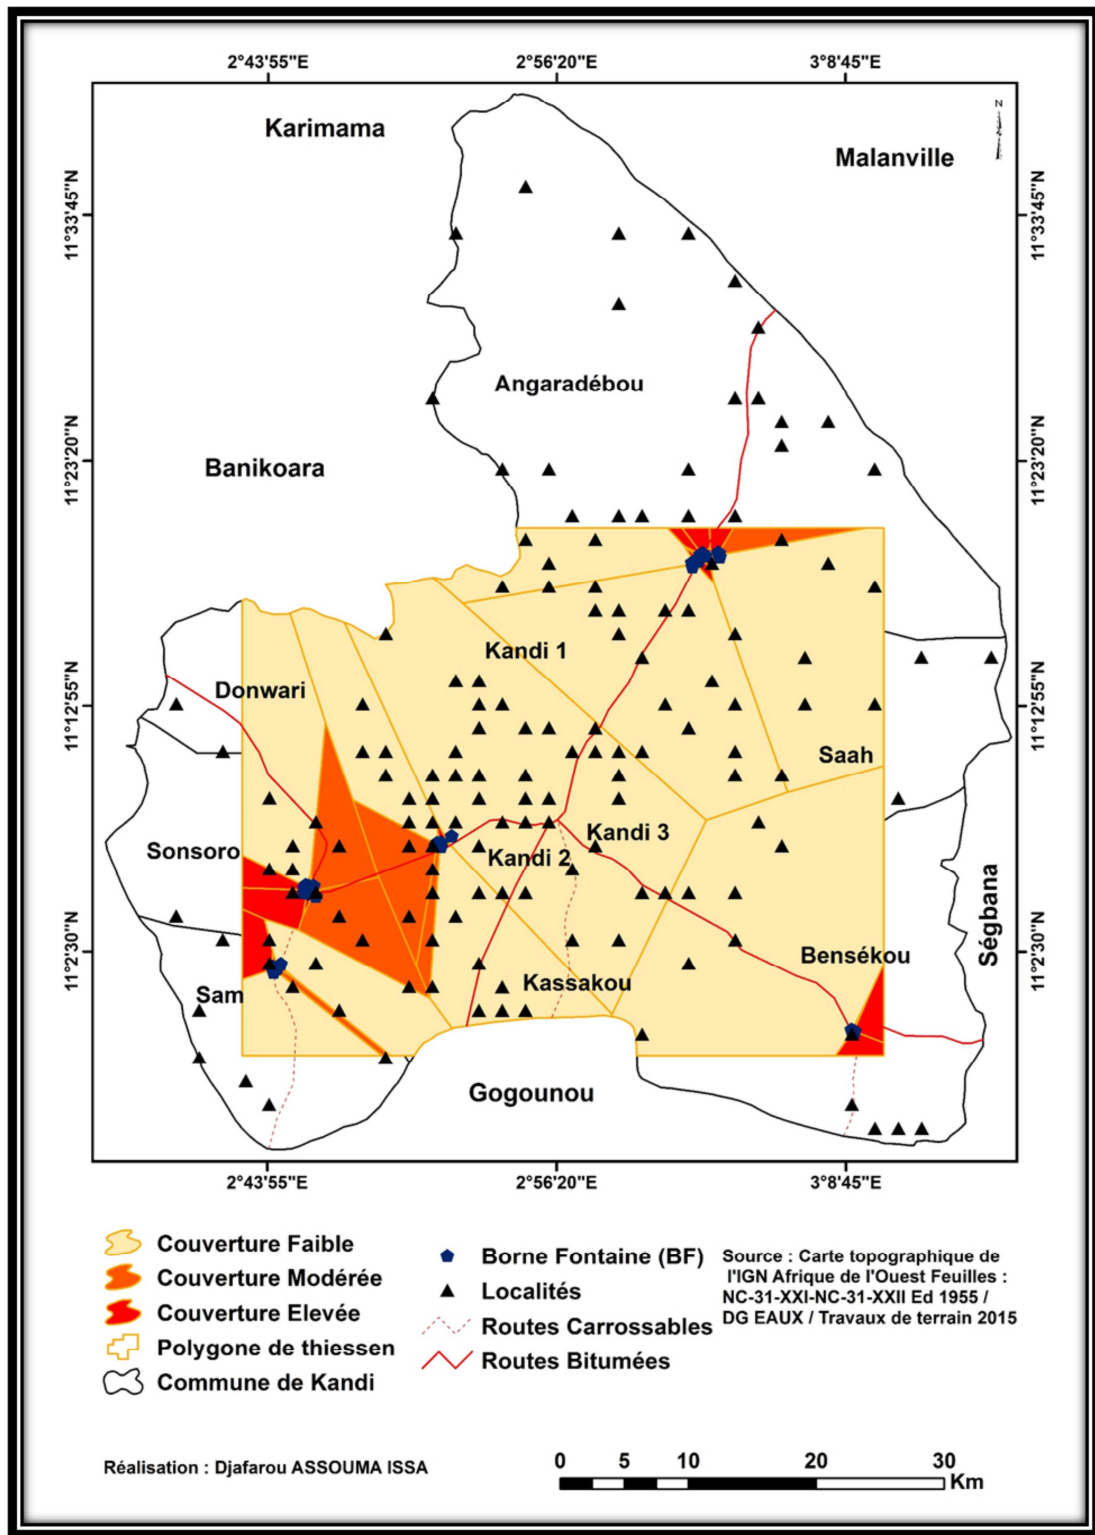 2°43'55"E
2°56'20"E
3°8'45"E
N
Karimama
Malanville
11°33'45"N
11°33'45"N
Angaradébou
Banikoara
11°23'20"N
11°23'20"N
Kandi 1
Donwari
11°12'55"N
11°12'55"N
Saah
Kandi 3
Sonsoro
Kandi 2
Ségbana
Bensékou
11°2'30"N
11°2'30"N
Kassakou
Sam
Gogounou
2°43'55"E
2°56'20"E
3°8'45"E
Couverture Faible
Couverture Modérée
Couverture Elevée
Polygone de thiessen
Commune de Kandi
Borne Fontaine (BF)
Localités
Routes Carrossables
Routes Bitumées
Source : Carte topographique de
l'IGN Afrique de l'Ouest Feuilles :
NC-31-XXI-NC-31-XXII Ed 1955 /
DG EAUX / Travaux de terrain 2015
Réalisation : Djafarou ASSOUMA ISSA
0 5 10 20 30
Km